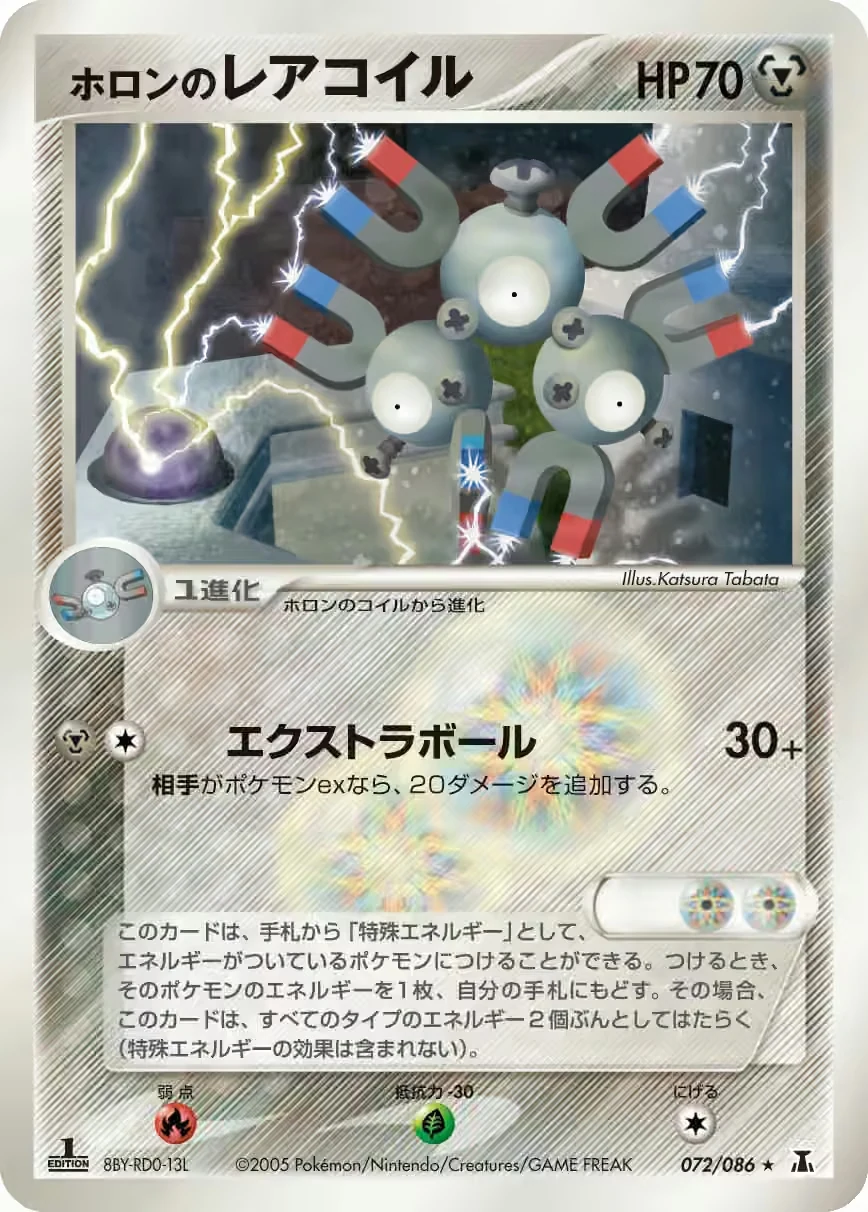 ホロンのレアコイル HP70
Illus.Katsura Tabata
1進化
ホロンのコイルから進化
エクストラボール 30+
相手がポケモンexなら、20ダメージを追加する。
このカードは、手札から「特殊エネルギー」として、
エネルギーがついているポケモンにつけることができる。つけるとき、
そのポケモンのエネルギーを1枚、自分の手札にもどす。その場合、
このカードは、すべてのタイプのエネルギー2個ぶんとしてはたらく
(特殊エネルギーの効果は含まれない)。
弱点 抵抗力 -30 にげる
1 EDITION 8BY-RD0-13L ©2005 Pokémon/Nintendo/Creatures/GAME FREAK 072/086 ★